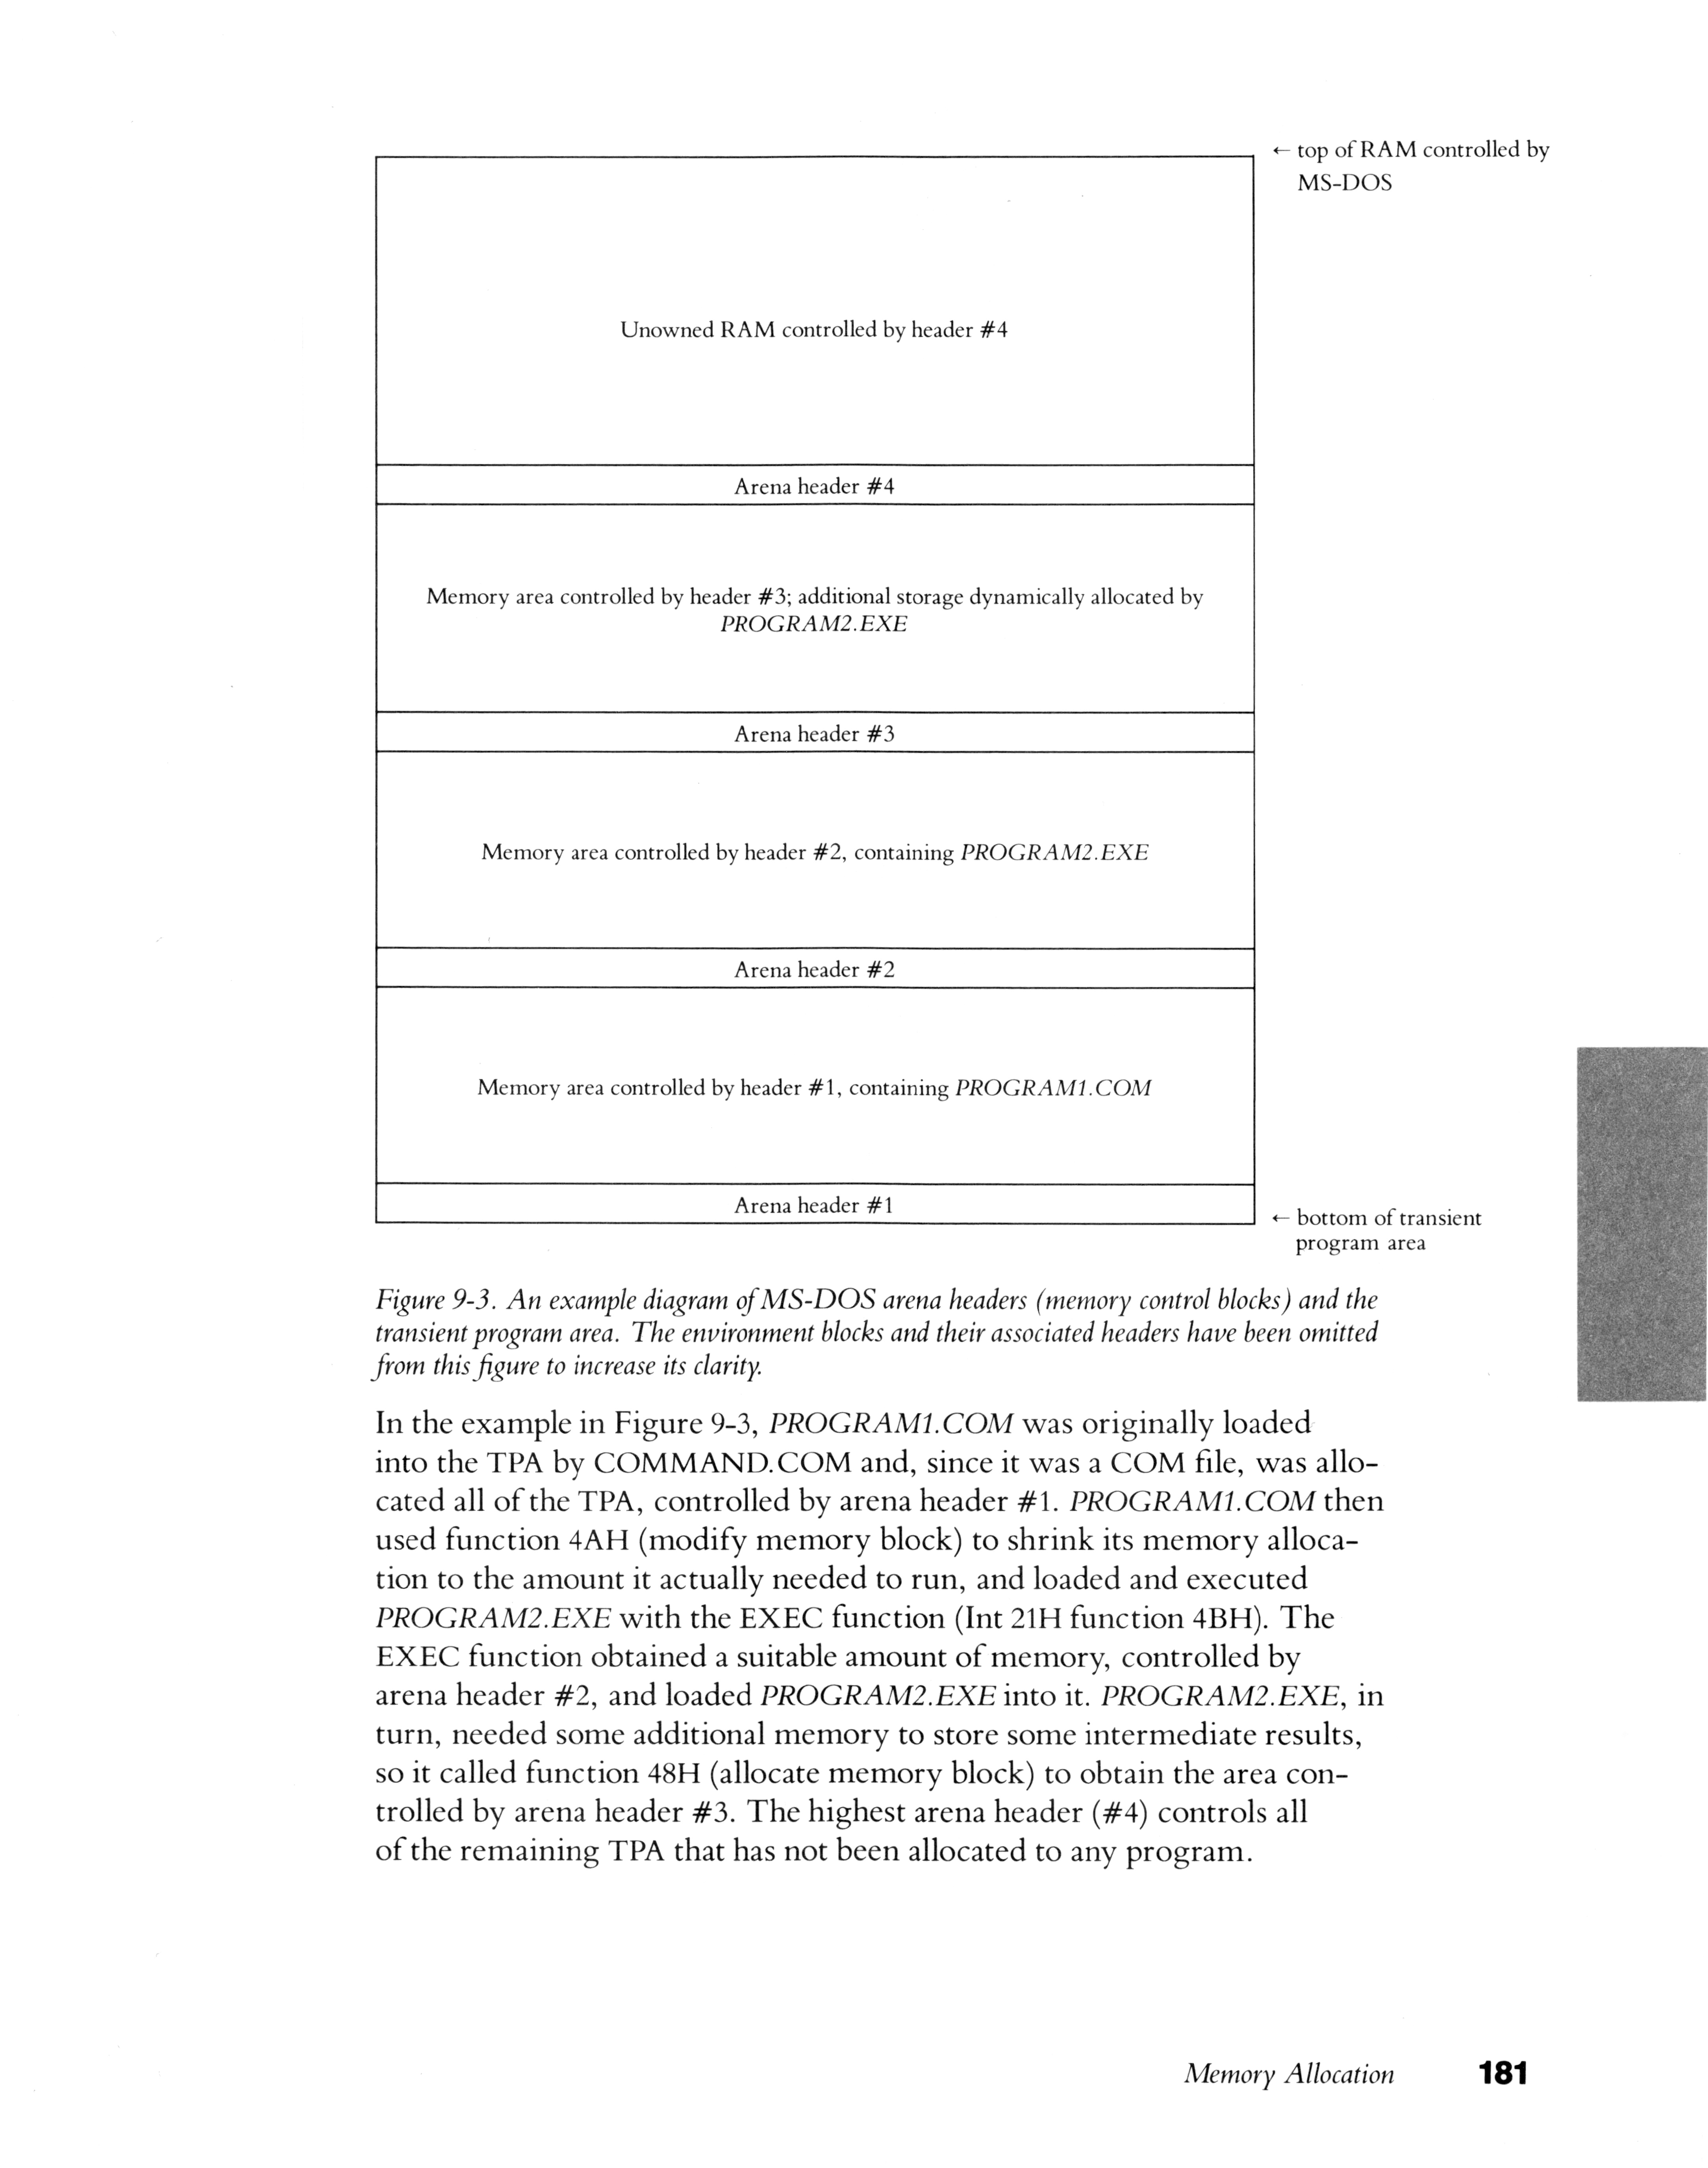 ← top of RAM controlled by
MS-DOS
Unowned RAM controlled by header #4
Arena header #4
Memory area controlled by header #3; additional storage dynamically allocated by
PROGRAM2.EXE
Arena header #3
Memory area controlled by header #2, containing PROGRAM2.EXE
Arena header #2
Memory area controlled by header #1, containing PROGRAM1.COM
Arena header #1
← bottom of transient
program area
Figure 9-3. An example diagram of MS-DOS arena headers (memory control blocks) and the
transient program area. The environment blocks and their associated headers have been omitted
from this figure to increase its clarity.
In the example in Figure 9-3, PROGRAM1.COM was originally loaded
into the TPA by COMMAND.COM and, since it was a COM file, was allo-
cated all of the TPA, controlled by arena header #1. PROGRAM1.COM then
used function 4AH (modify memory block) to shrink its memory alloca-
tion to the amount it actually needed to run, and loaded and executed
PROGRAM2.EXE with the EXEC function (Int 21H function 4BH). The
EXEC function obtained a suitable amount of memory, controlled by
arena header #2, and loaded PROGRAM2.EXE into it. PROGRAM2.EXE, in
turn, needed some additional memory to store some intermediate results,
so it called function 48H (allocate memory block) to obtain the area con-
trolled by arena header #3. The highest arena header (#4) controls all
of the remaining TPA that has not been allocated to any program.
Memory Allocation 181